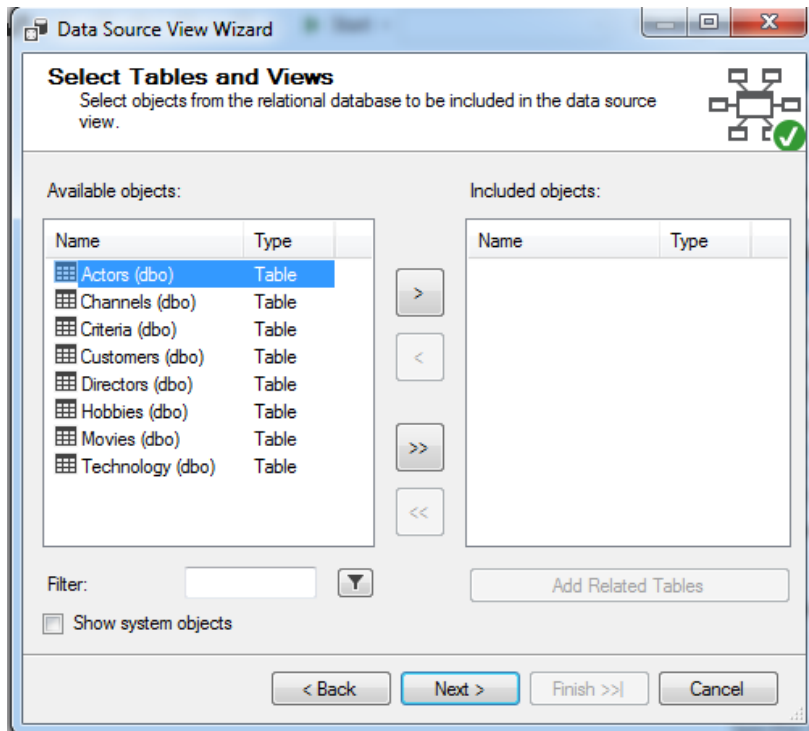 Data Source View Wizard
Select Tables and Views
Select objects from the relational database to be included in the data source
view.
Available objects:
Included objects:
Name Type
Name Type
Actors (dbo) Table
Channels (dbo) Table
Criteria (dbo) Table
Customers (dbo) Table
Directors (dbo) Table
Hobbies (dbo) Table
Movies (dbo) Table
Technology (dbo) Table
>
<
>>
<<
Filter:
Add Related Tables
Show system objects
< Back
Next >
Finish >>|
Cancel